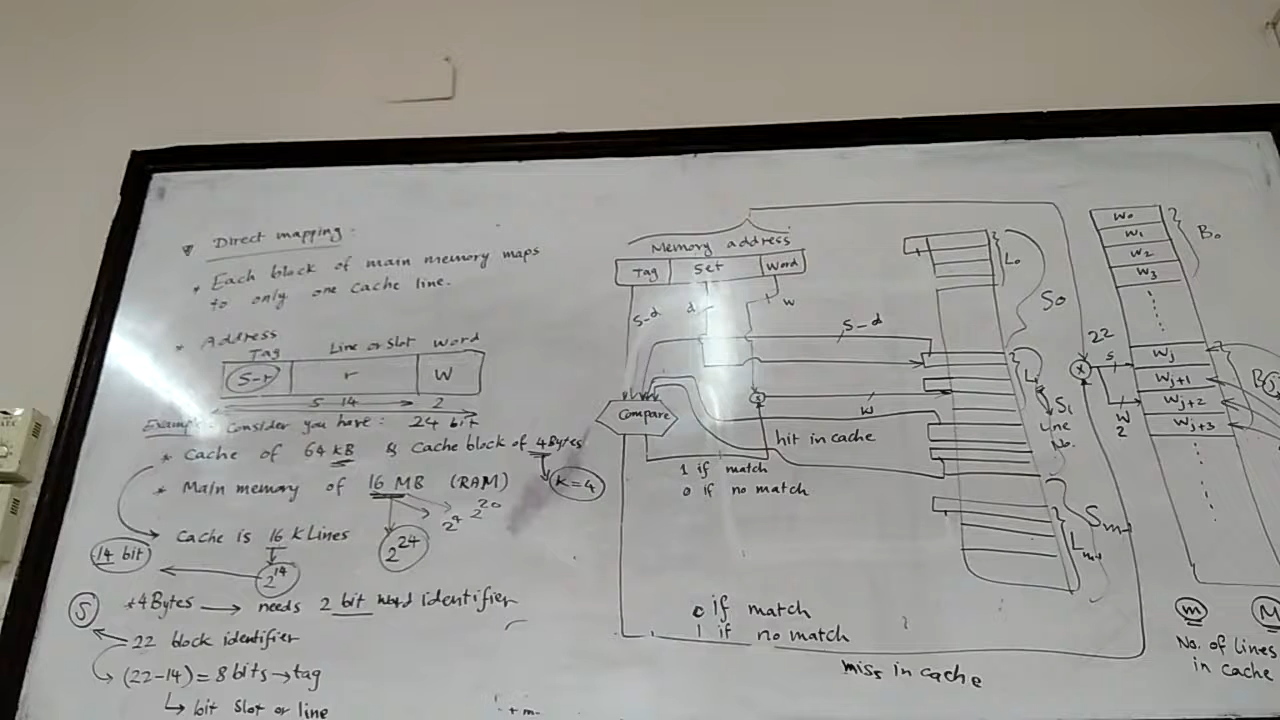 Direct mapping:
* Each block of main memory maps
to only one cache line.
* Address
Tag Line or Slot Word
S-r r W
S 14 2
Example: Consider you have: 24 bit
* Cache of 64 kB & Cache block of 4Bytes
K=4
* Main memory of 16 MB (RAM)
2^4 2^20
2^24
Cache is 16 K Lines
14 bit
2^14
S
*4Bytes → needs 2 bit word identifier
22 block identifier
(22-14) = 8 bits → tag
bit Slot or line
Memory address
Tag Set Word
S-d d w
S-d
Compare
w
hit in cache
1 if match
0 if no match
0 if match
1 if no match
miss in cache
L0
S0
S1
Line
No.
22
S
W
2
W0
W1
W2
W3
B0
Wj
Wj+1
Wj+2
Wj+3
m
M
No. of lines
in cache